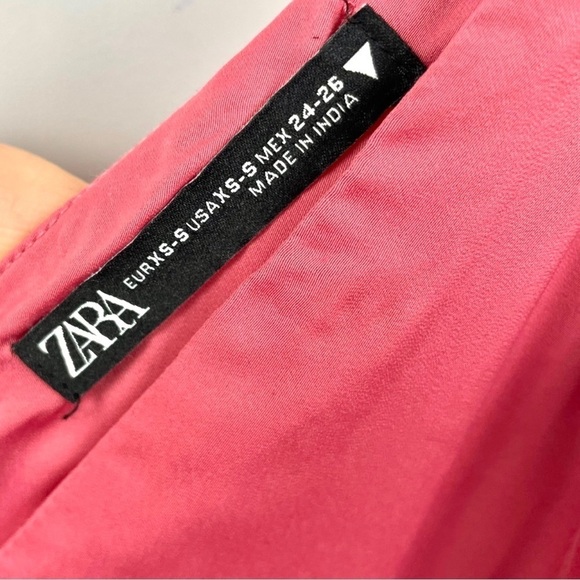 ZARA
EUR XS-S USA XS-S MEX 24-26
MADE IN INDIA